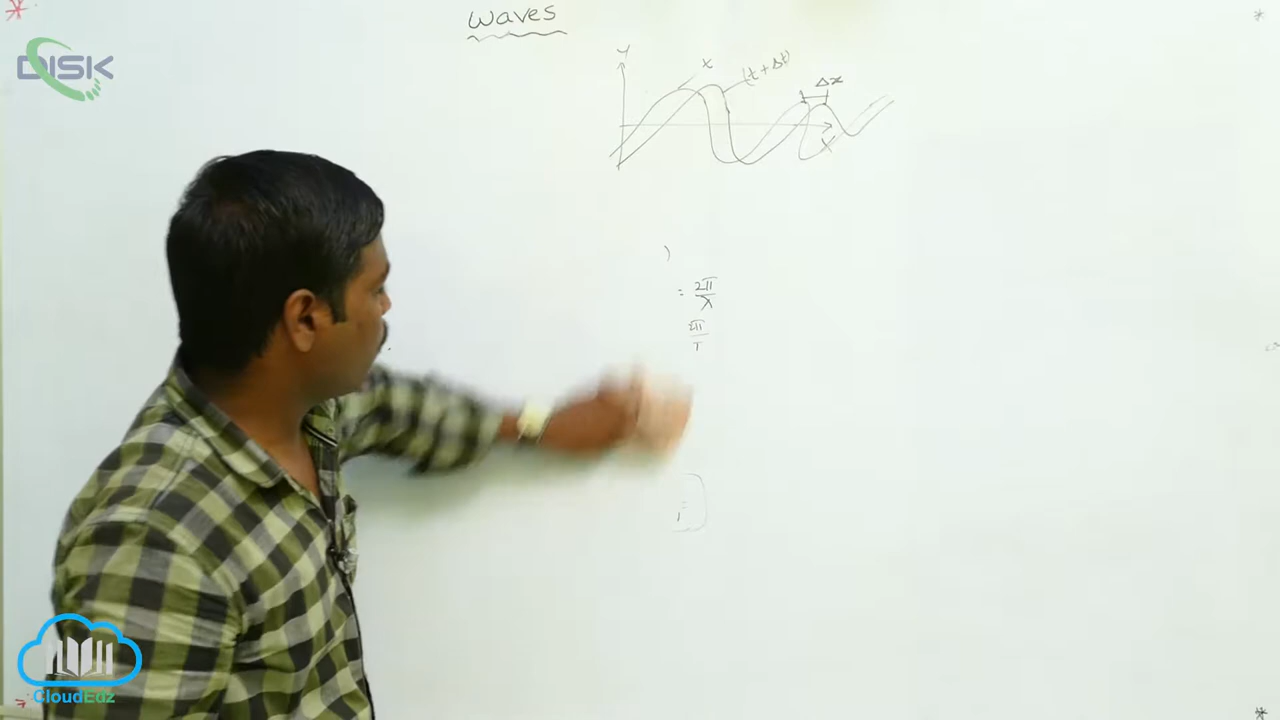 Waves
DISK
Y
t
(t + Δt)
Δx
X
)
= 2π/λ
2π/T
CloudEdz